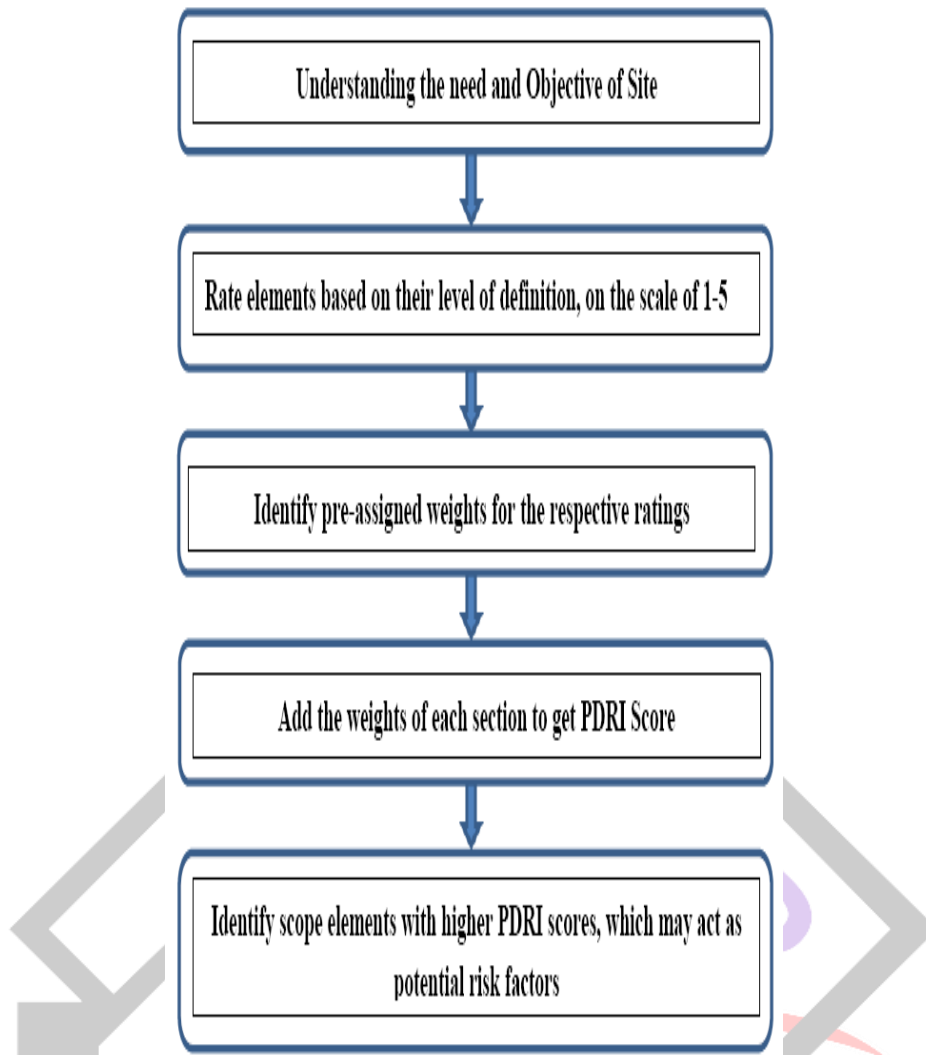 Understanding the need and Objective of Site
Rate elements based on their level of definition, on the scale of 1-5
Identify pre-assigned weights for the respective ratings
Add the weights of each section to get PDRI Score
Identify scope elements with higher PDRI scores, which may act as
potential risk factors